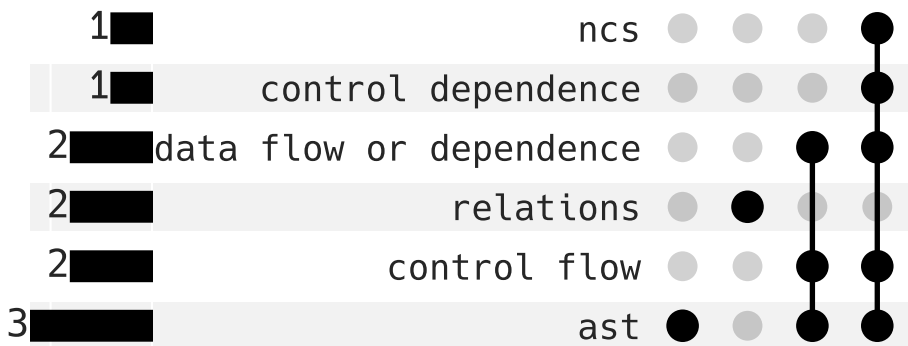 1 ncs
1 control dependence
2 data flow or dependence
2 relations
2 control flow
3 ast